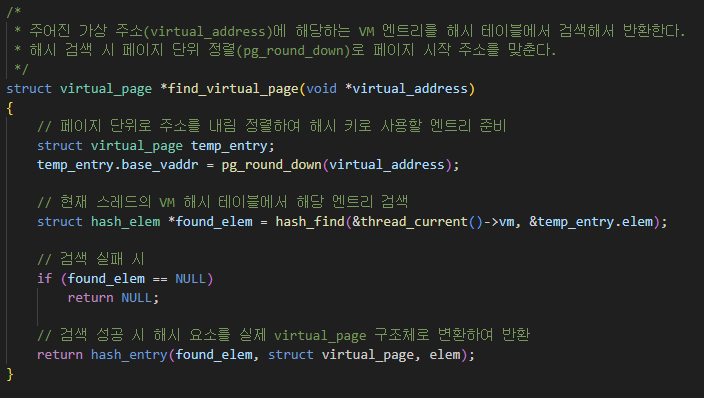 /*
 * 주어진 가상 주소(virtual_address)에 해당하는 VM 엔트리를 해시 테이블에서 검색해서 반환한다.
 * 해시 검색 시 페이지 단위 정렬(pg_round_down)로 페이지 시작 주소를 맞춘다.
 */
struct virtual_page *find_virtual_page(void *virtual_address)
{
    // 페이지 단위로 주소를 내림 정렬하여 해시 키로 사용할 엔트리 준비
    struct virtual_page temp_entry;
    temp_entry.base_vaddr = pg_round_down(virtual_address);
    // 현재 스레드의 VM 해시 테이블에서 해당 엔트리 검색
    struct hash_elem *found_elem = hash_find(&thread_current()->vm, &temp_entry.elem);
    // 검색 실패 시
    if (found_elem == NULL)
        return NULL;
    // 검색 성공 시 해시 요소를 실제 virtual_page 구조체로 변환하여 반환
    return hash_entry(found_elem, struct virtual_page, elem);
}